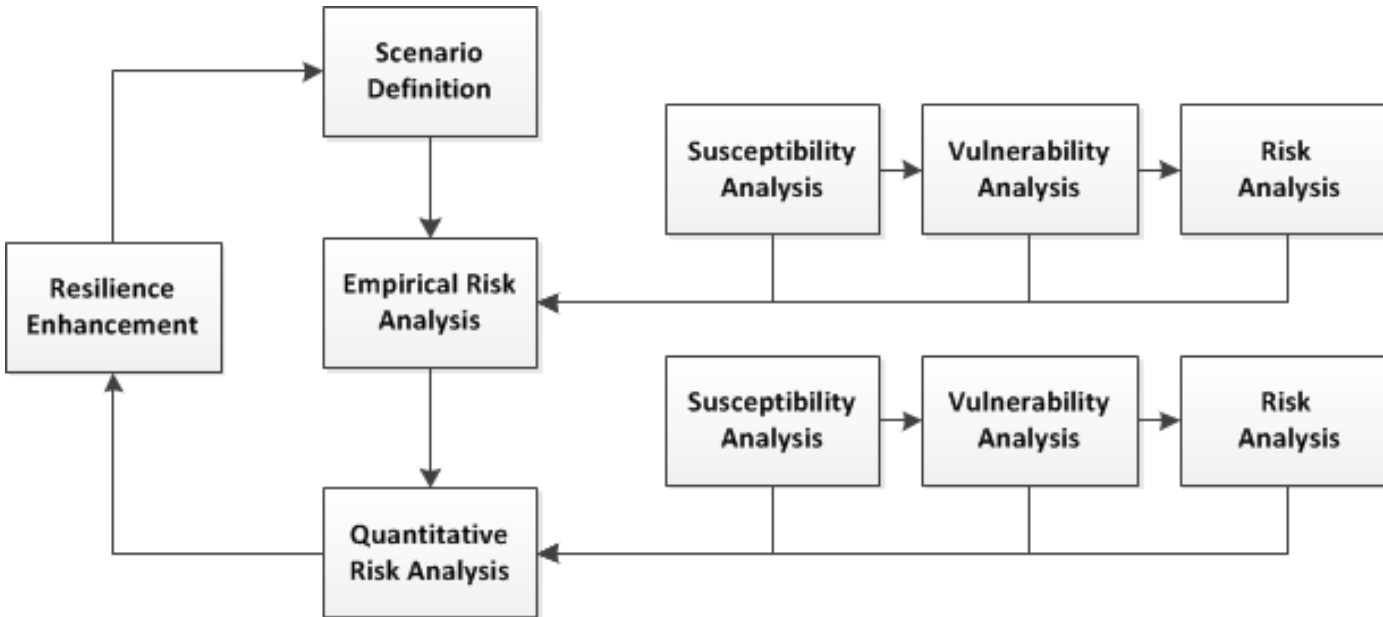 Scenario
Definition
Susceptibility
Analysis
Vulnerability
Analysis
Risk
Analysis
Resilience
Enhancement
Empirical Risk
Analysis
Susceptibility
Analysis
Vulnerability
Analysis
Risk
Analysis
Quantitative
Risk Analysis